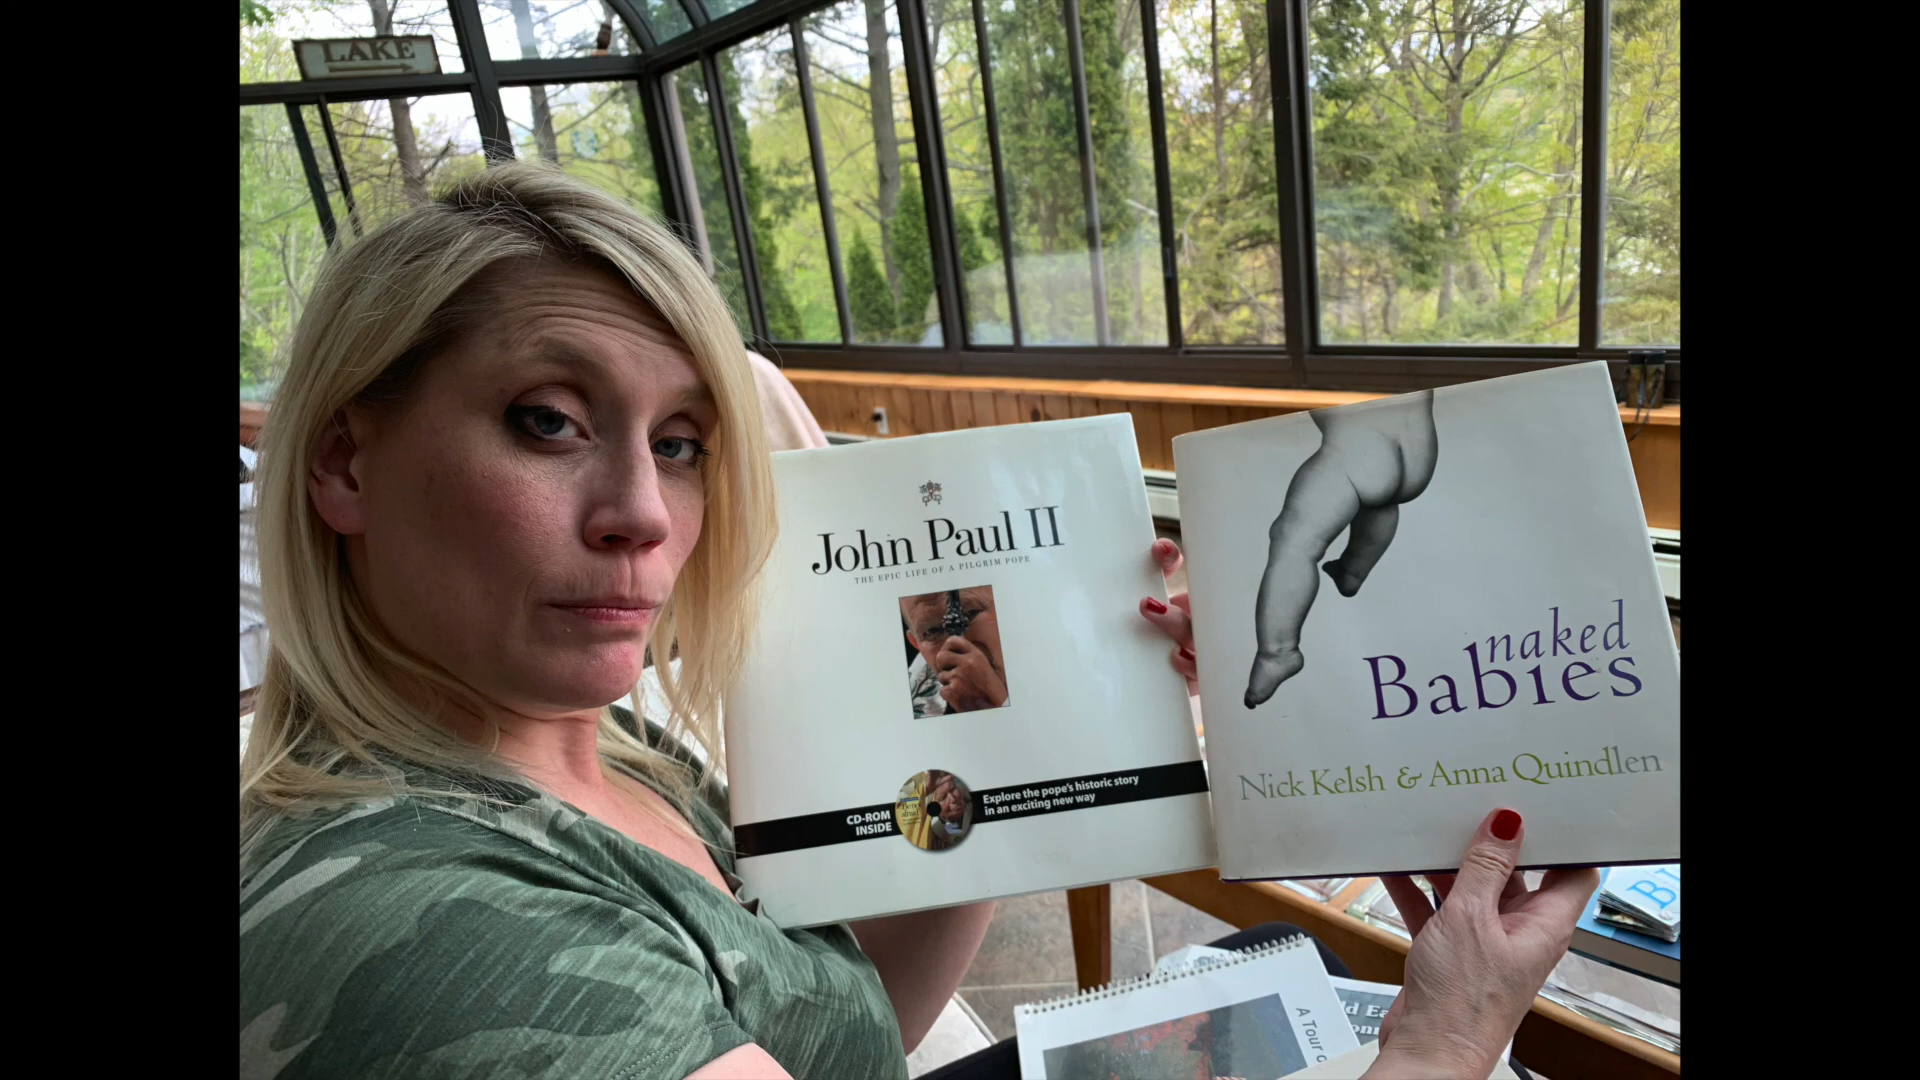 LAKE
John Paul II
THE EPIC LIFE OF A PILGRIM POPE
CD-ROM
INSIDE
Explore the pope's historic story
in an exciting new way
naked
Babies
Nick Kelsh & Anna Quindlen
A Tour